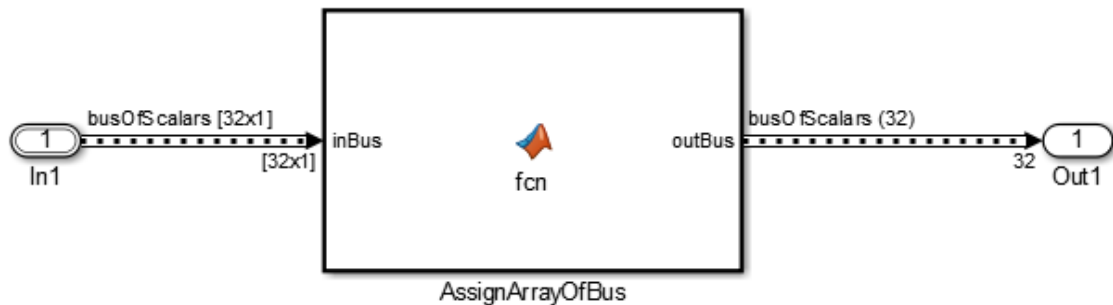 busOfScalars [32x1]
busOfScalars (32)
1
inBus
outBus
1
[32x1]
32
In1
fcn
Out1
AssignArrayOfBus